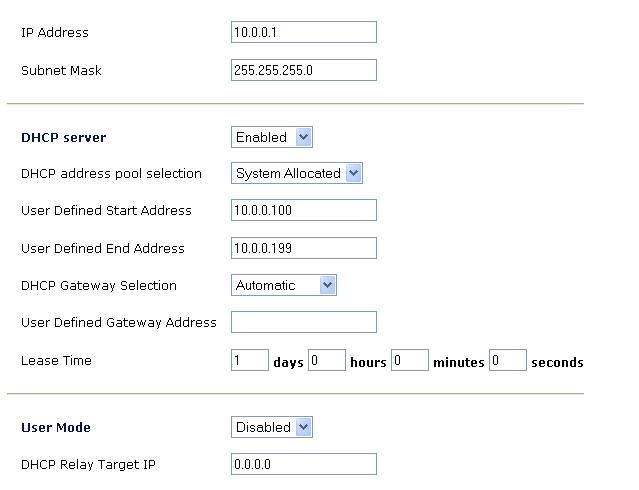 IP Address 10.0.0.1
Subnet Mask 255.255.255.0
DHCP server Enabled
DHCP address pool selection System Allocated
User Defined Start Address 10.0.0.100
User Defined End Address 10.0.0.199
DHCP Gateway Selection Automatic
User Defined Gateway Address
Lease Time 1 days 0 hours 0 minutes 0 seconds
User Mode Disabled
DHCP Relay Target IP 0.0.0.0